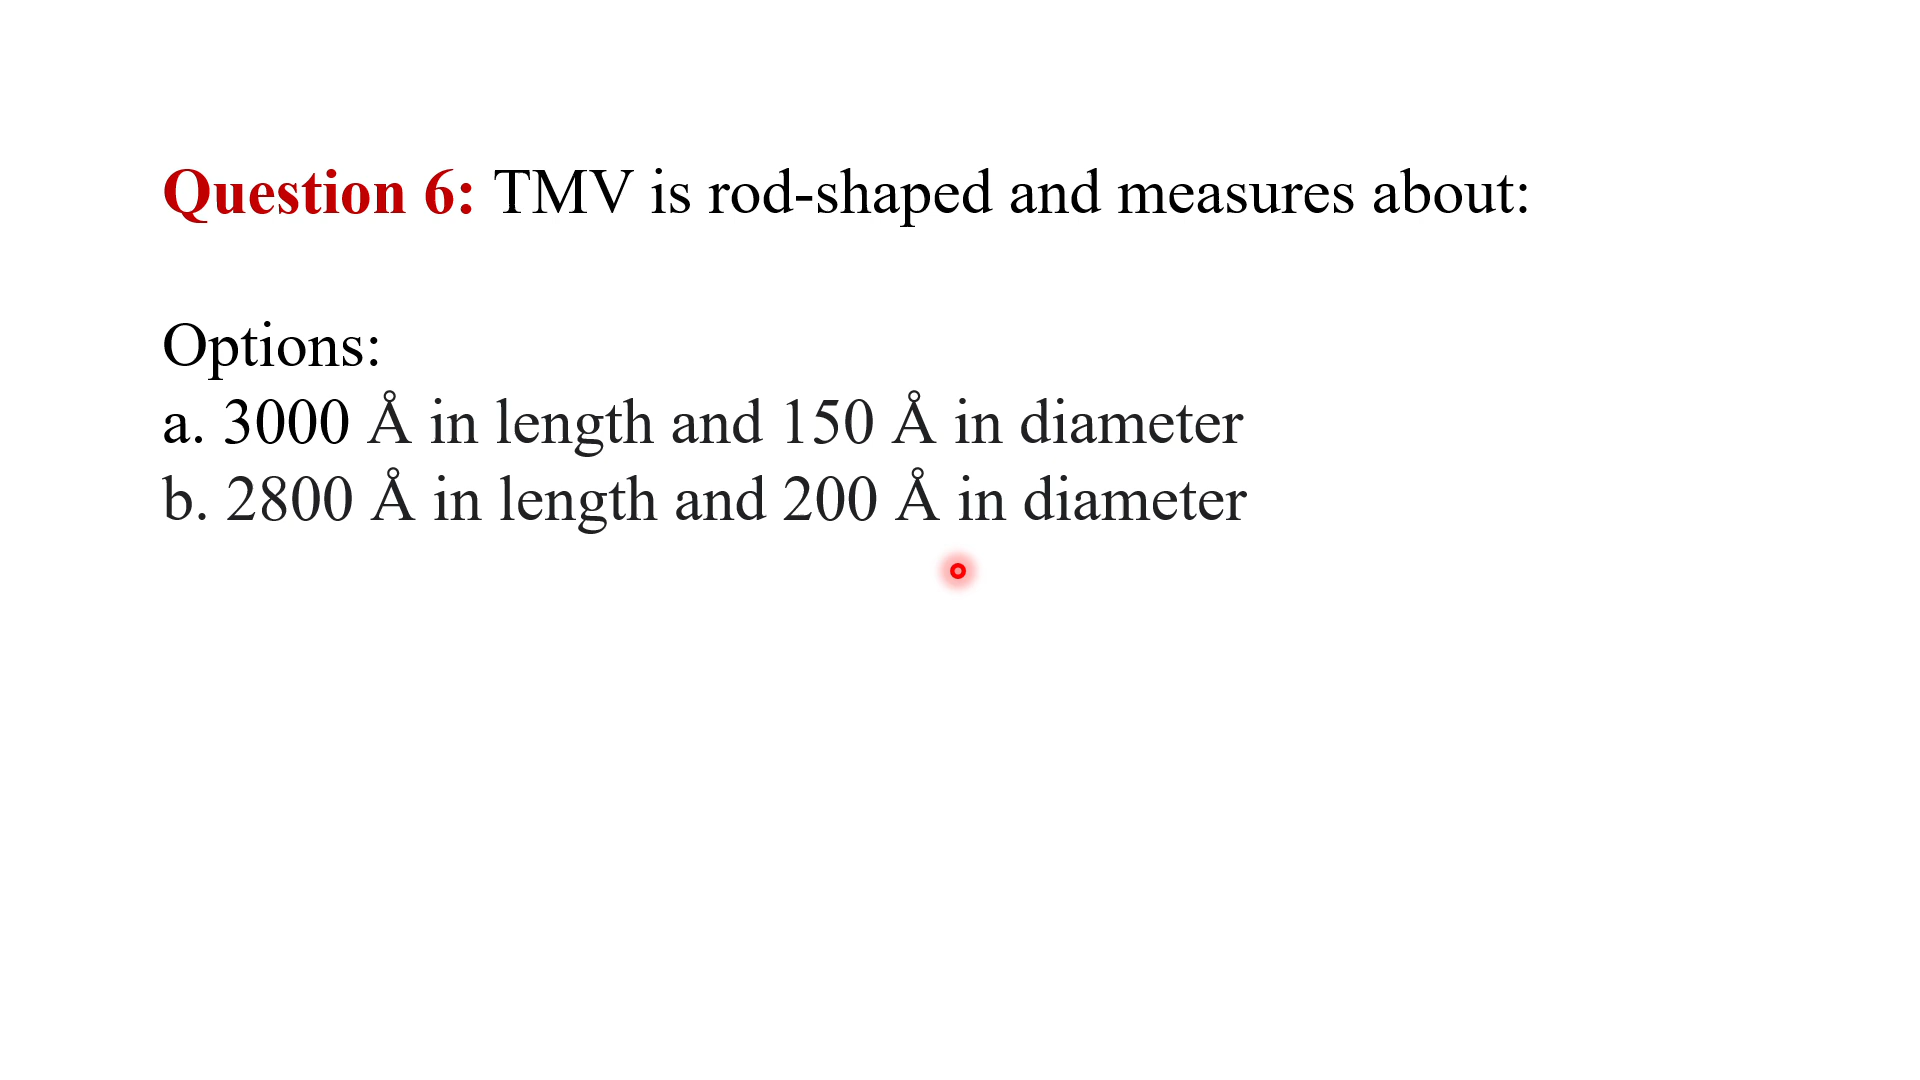 Question 6: TMV is rod-shaped and measures about:
Options:
a. 3000 Å in length and 150 Å in diameter
b. 2800 Å in length and 200 Å in diameter